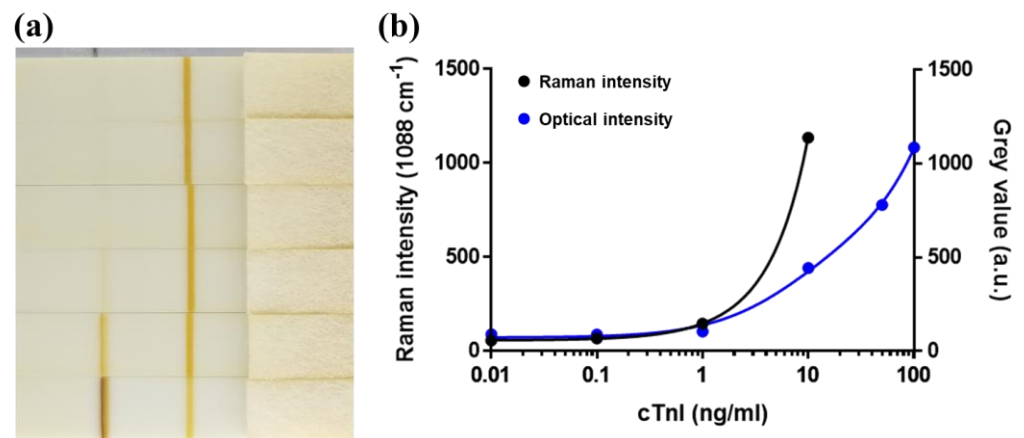 (a)
(b)
Raman intensity (1088 cm⁻¹)
1500
1000
500
0
Raman intensity
Optical intensity
1500
1000
500
0
Grey value (a.u.)
0.01 0.1 1 10 100
cTnI (ng/ml)